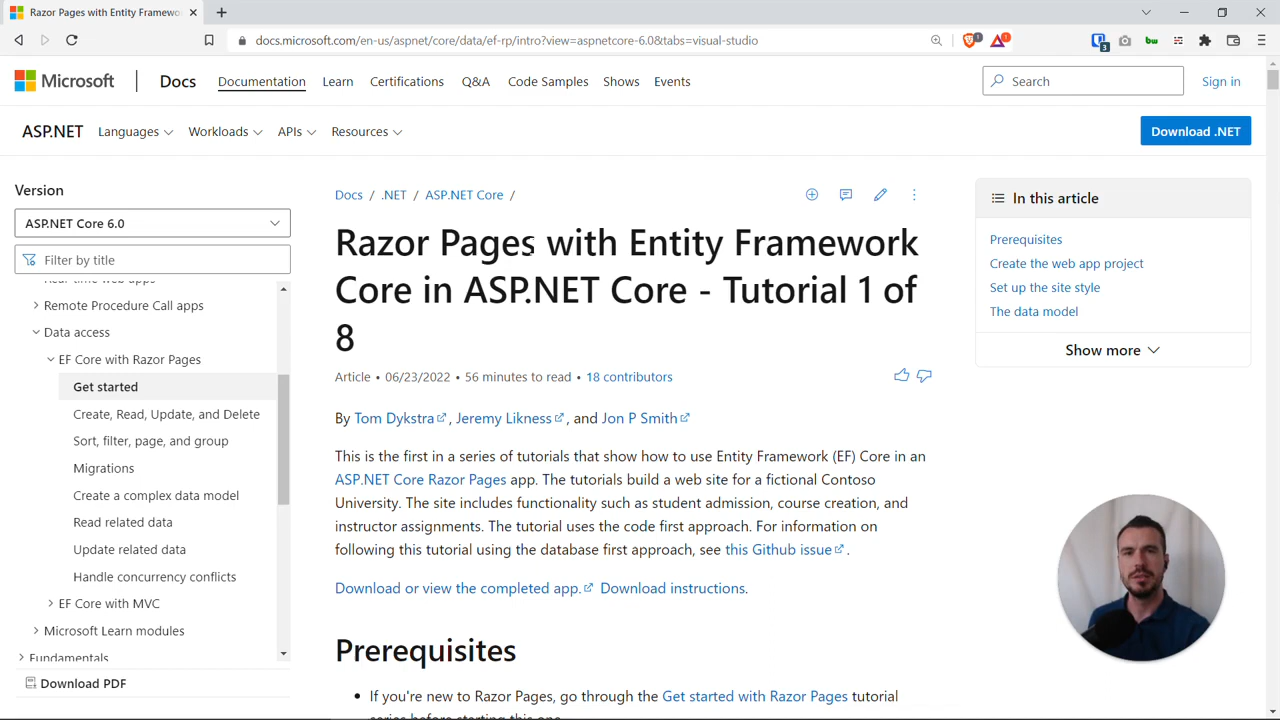 Razor Pages with Entity Framewo
docs.microsoft.com/en-us/aspnet/core/data/ef-rp/intro?view=aspnetcore-6.0&tabs=visual-studio
Microsoft
Docs
Documentation
Learn
Certifications
Q&A
Code Samples
Shows
Events
Search
Sign in
ASP.NET
Languages
Workloads
APIs
Resources
Download .NET
Version
ASP.NET Core 6.0
Filter by title
Remote Procedure Call apps
Data access
EF Core with Razor Pages
Get started
Create, Read, Update, and Delete
Sort, filter, page, and group
Migrations
Create a complex data model
Read related data
Update related data
Handle concurrency conflicts
EF Core with MVC
Microsoft Learn modules
Fundamentals
Download PDF
Docs / .NET / ASP.NET Core /
Razor Pages with Entity Framework
Core in ASP.NET Core - Tutorial 1 of
8
Article • 06/23/2022 • 56 minutes to read • 18 contributors
By Tom Dykstra, Jeremy Likness, and Jon P Smith
This is the first in a series of tutorials that show how to use Entity Framework (EF) Core in an
ASP.NET Core Razor Pages app. The tutorials build a web site for a fictional Contoso
University. The site includes functionality such as student admission, course creation, and
instructor assignments. The tutorial uses the code first approach. For information on
following this tutorial using the database first approach, see this Github issue.
Download or view the completed app. Download instructions.
Prerequisites
• If you're new to Razor Pages, go through the Get started with Razor Pages tutorial
series before starting this one.
In this article
Prerequisites
Create the web app project
Set up the site style
The data model
Show more